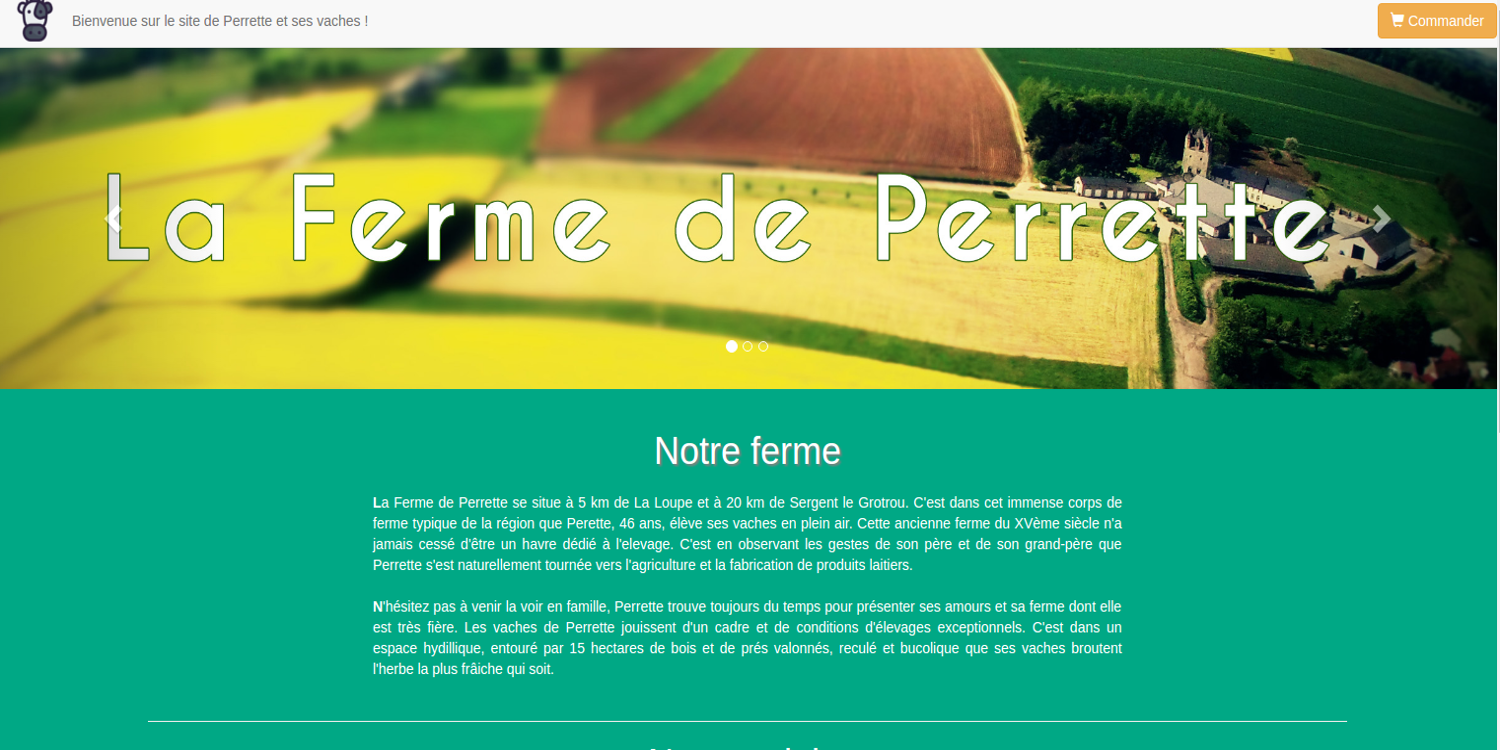 Bienvenue sur le site de Perrette et ses vaches !
Commander
La Ferme de Perrette
Notre ferme
La Ferme de Perrette se situe à 5 km de La Loupe et à 20 km de Sergent le Grotrou. C'est dans cet immense corps de
ferme typique de la région que Perette, 46 ans, élève ses vaches en plein air. Cette ancienne ferme du XVème siècle n'a
jamais cessé d'être un havre dédié à l'elevage. C'est en observant les gestes de son père et de son grand-père que
Perrette s'est naturellement tournée vers l'agriculture et la fabrication de produits laitiers.
N'hésitez pas à venir la voir en famille, Perrette trouve toujours du temps pour présenter ses amours et sa ferme dont elle
est très fière. Les vaches de Perrette jouissent d'un cadre et de conditions d'élevages exceptionnels. C'est dans un
espace hydillique, entouré par 15 hectares de bois et de prés valonnés, reculé et bucolique que ses vaches broutent
l'herbe la plus frâiche qui soit.